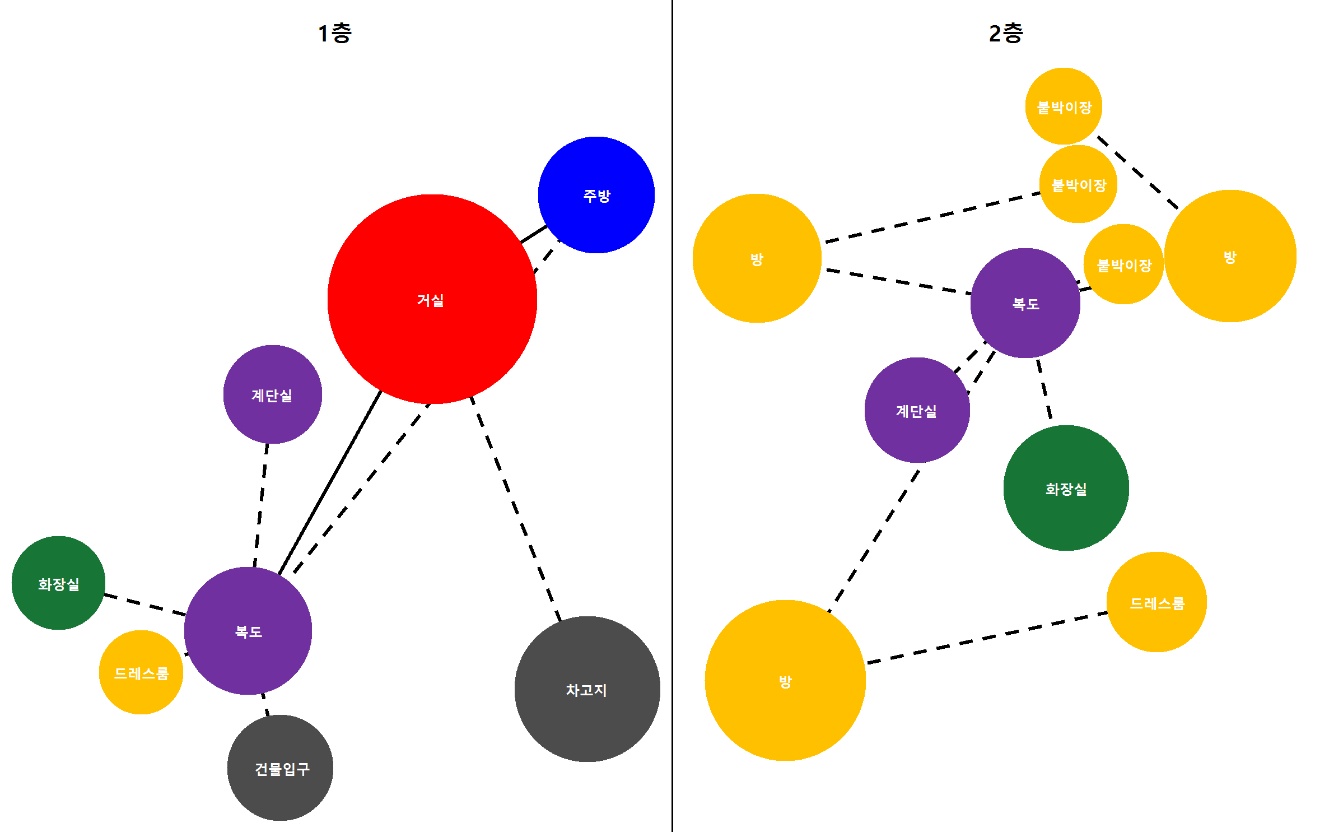 1층
주방
거실
계단실
화장실
복도
드레스룸
차고지
건물입구
2층
붙박이장
붙박이장
방
붙박이장
방
복도
계단실
화장실
드레스룸
방